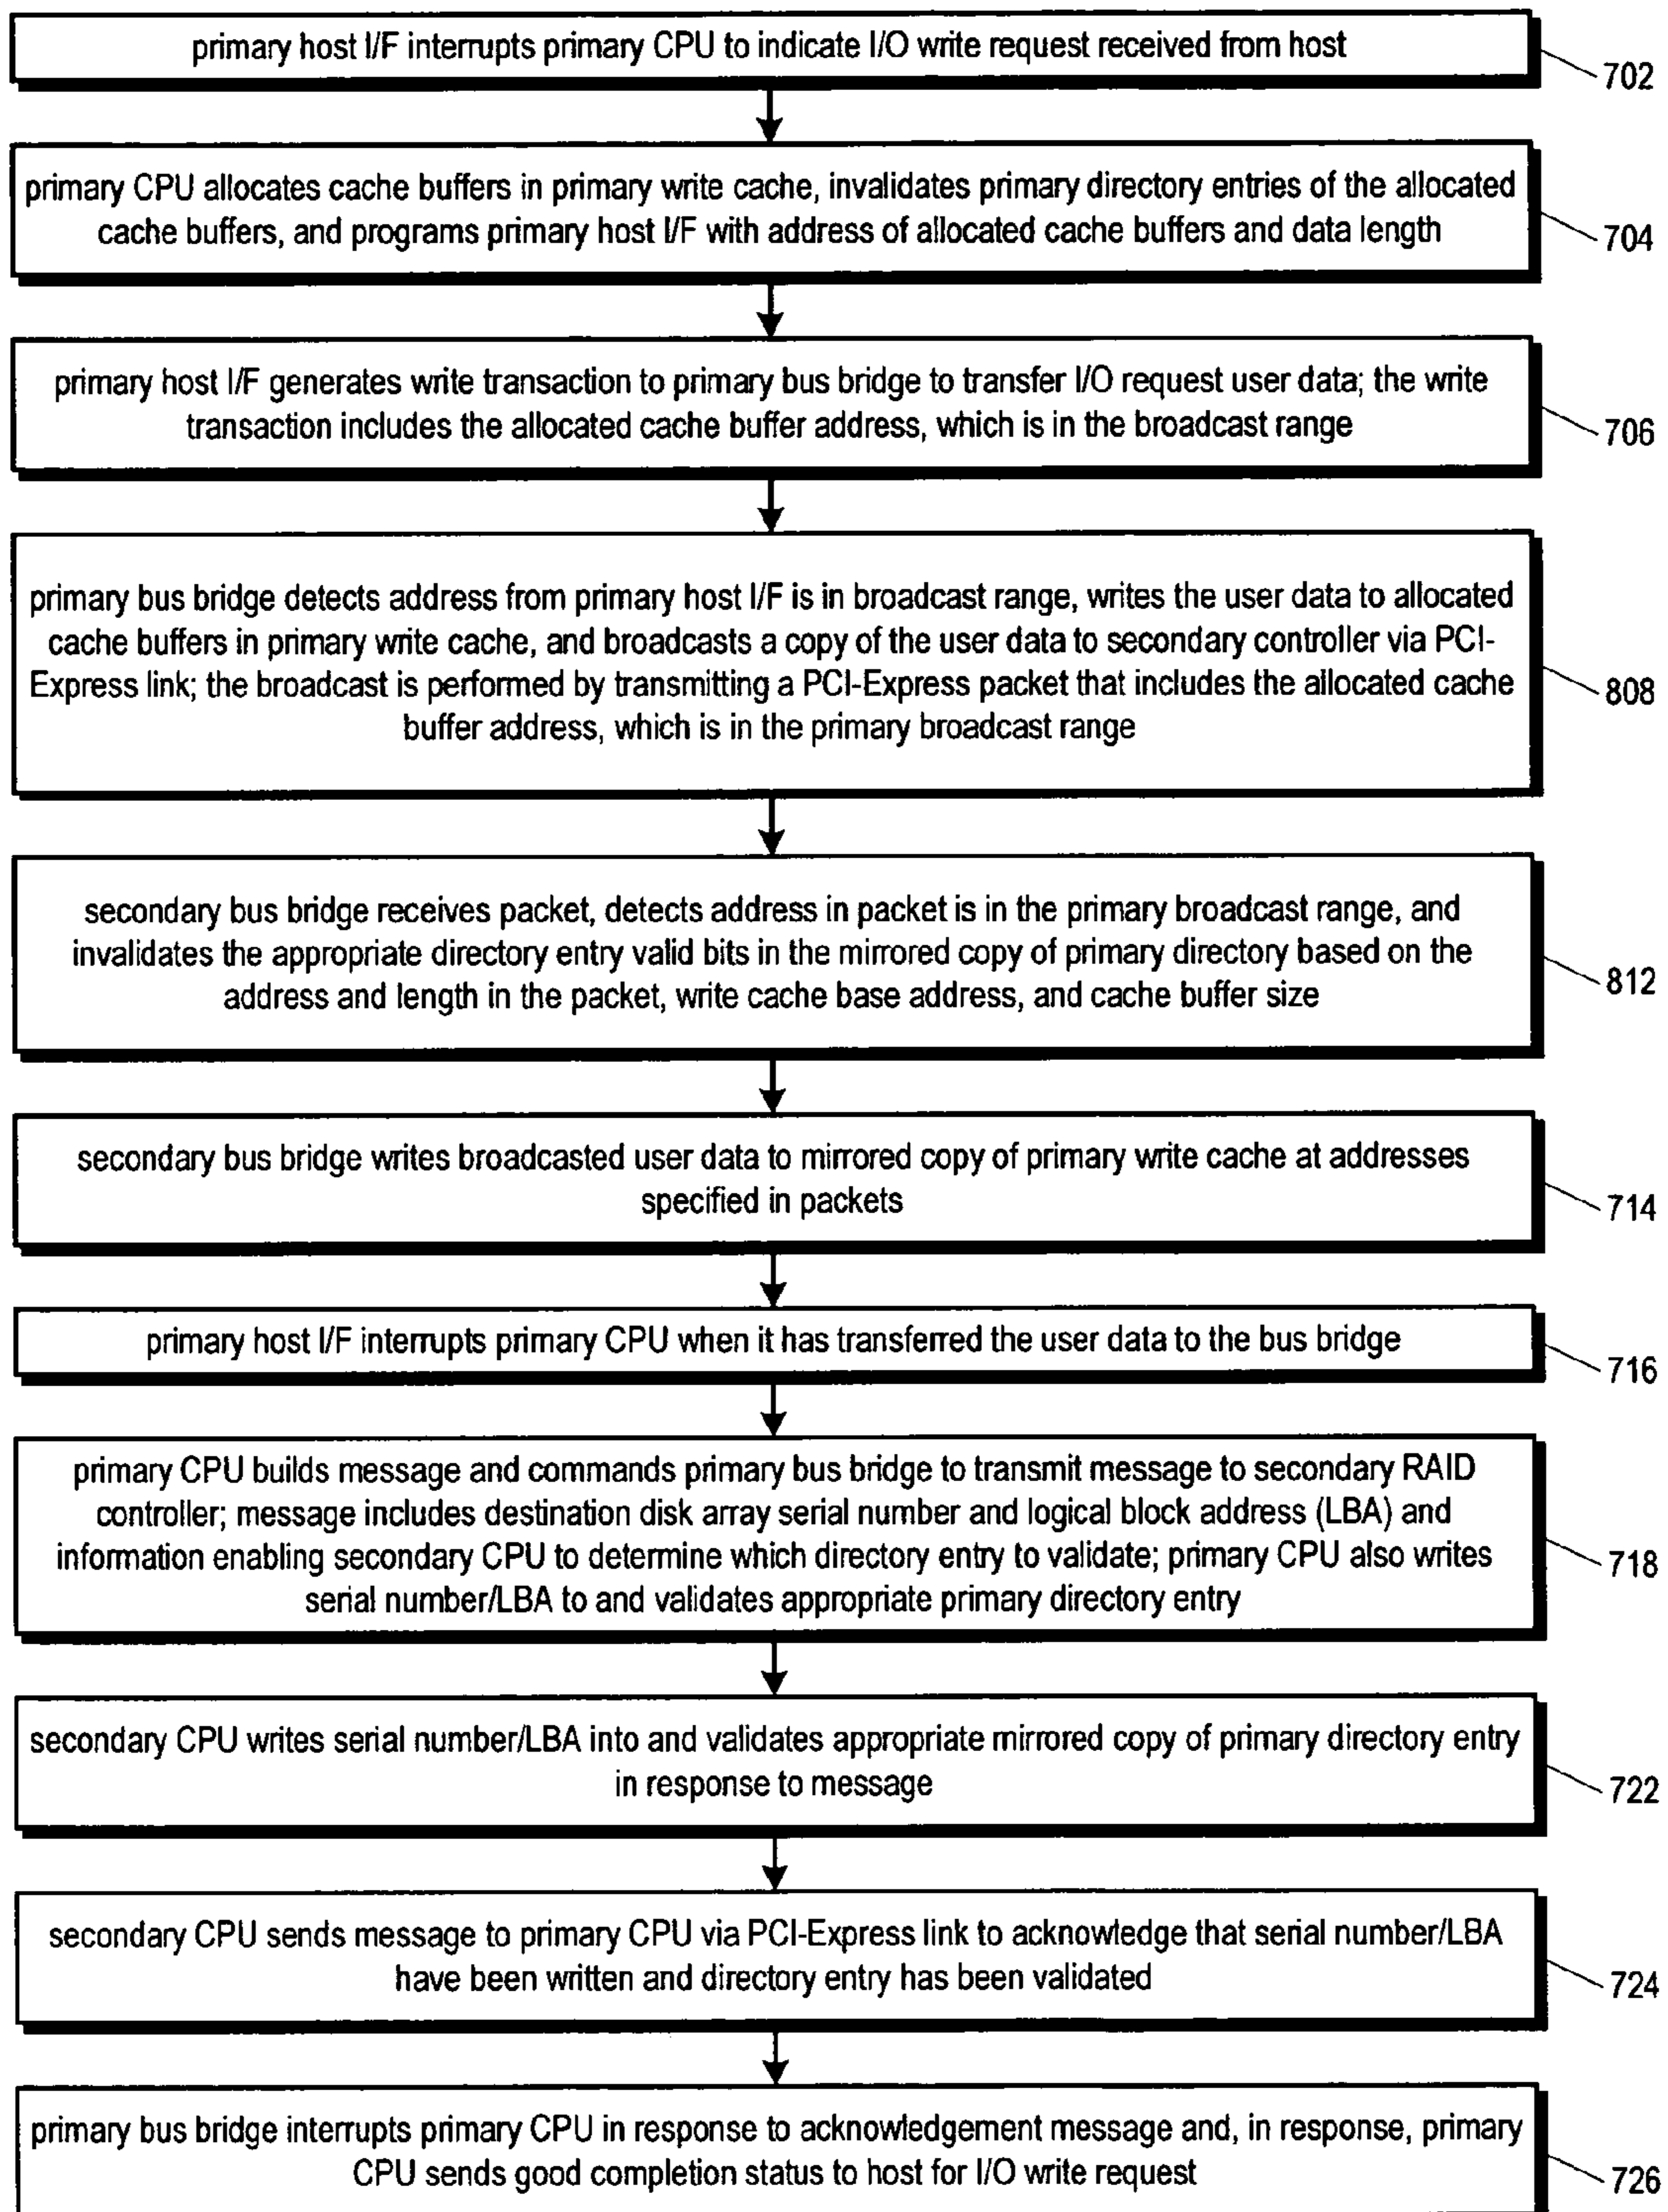 primary host I/F interrupts primary CPU to indicate I/O write request received from host
702
primary CPU allocates cache buffers in primary write cache, invalidates primary directory entries of the allocated
cache buffers, and programs primary host I/F with address of allocated cache buffers and data length
704
primary host I/F generates write transaction to primary bus bridge to transfer I/O request user data; the write
transaction includes the allocated cache buffer address, which is in the broadcast range
706
primary bus bridge detects address from primary host I/F is in broadcast range, writes the user data to allocated
cache buffers in primary write cache, and broadcasts a copy of the user data to secondary controller via PCI-
Express link; the broadcast is performed by transmitting a PCI-Express packet that includes the allocated cache
buffer address, which is in the primary broadcast range
808
secondary bus bridge receives packet, detects address in packet is in the primary broadcast range, and
invalidates the appropriate directory entry valid bits in the mirrored copy of primary directory based on the
address and length in the packet, write cache base address, and cache buffer size
812
secondary bus bridge writes broadcasted user data to mirrored copy of primary write cache at addresses
specified in packets
714
primary host I/F interrupts primary CPU when it has transferred the user data to the bus bridge
716
primary CPU builds message and commands primary bus bridge to transmit message to secondary RAID
controller; message includes destination disk array serial number and logical block address (LBA) and
information enabling secondary CPU to determine which directory entry to validate; primary CPU also writes
serial number/LBA to and validates appropriate primary directory entry
718
secondary CPU writes serial number/LBA into and validates appropriate mirrored copy of primary directory entry
in response to message
722
secondary CPU sends message to primary CPU via PCI-Express link to acknowledge that serial number/LBA
have been written and directory entry has been validated
724
primary bus bridge interrupts primary CPU in response to acknowledgement message and, in response, primary
CPU sends good completion status to host for I/O write request
726